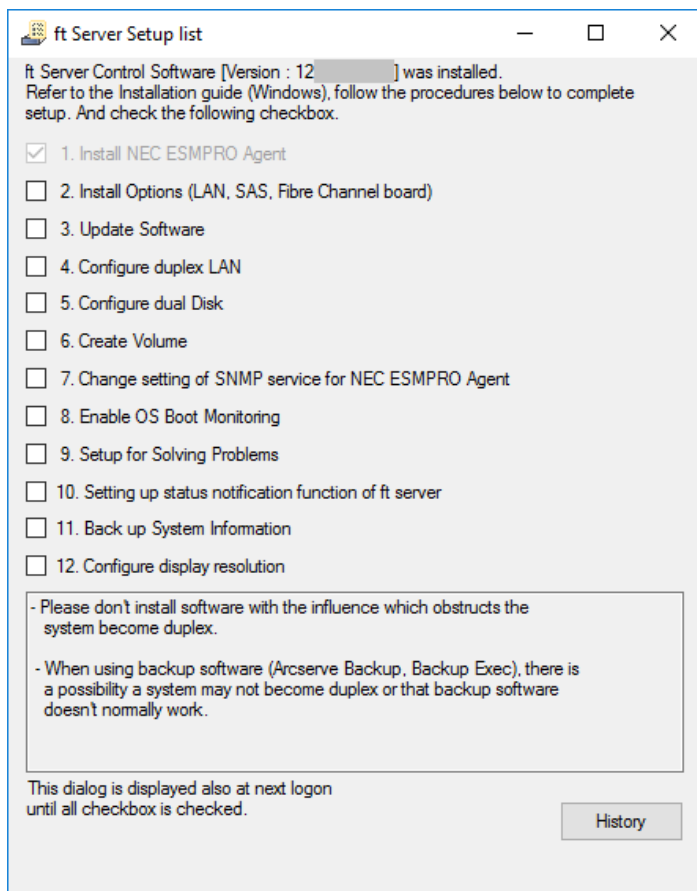 ft Server Setup list
ft Server Control Software [Version : 12 ] was installed.
Refer to the Installation guide (Windows), follow the procedures below to complete
setup. And check the following checkbox.
1. Install NEC ESMPRO Agent
2. Install Options (LAN, SAS, Fibre Channel board)
3. Update Software
4. Configure duplex LAN
5. Configure dual Disk
6. Create Volume
7. Change setting of SNMP service for NEC ESMPRO Agent
8. Enable OS Boot Monitoring
9. Setup for Solving Problems
10. Setting up status notification function of ft server
11. Back up System Information
12. Configure display resolution
- Please don't install software with the influence which obstructs the
system become duplex.
- When using backup software (Arcserve Backup, Backup Exec), there is
a possibility a system may not become duplex or that backup software
doesn't normally work.
This dialog is displayed also at next logon
until all checkbox is checked.
History